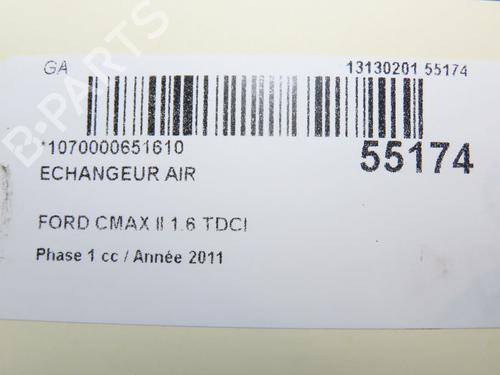 GA
13130201 55174
*1070000651610
55174
ECHANGEUR AIR
FORD CMAX II 1.6 TDCI
Phase 1 cc / Année 2011
B-PARTS